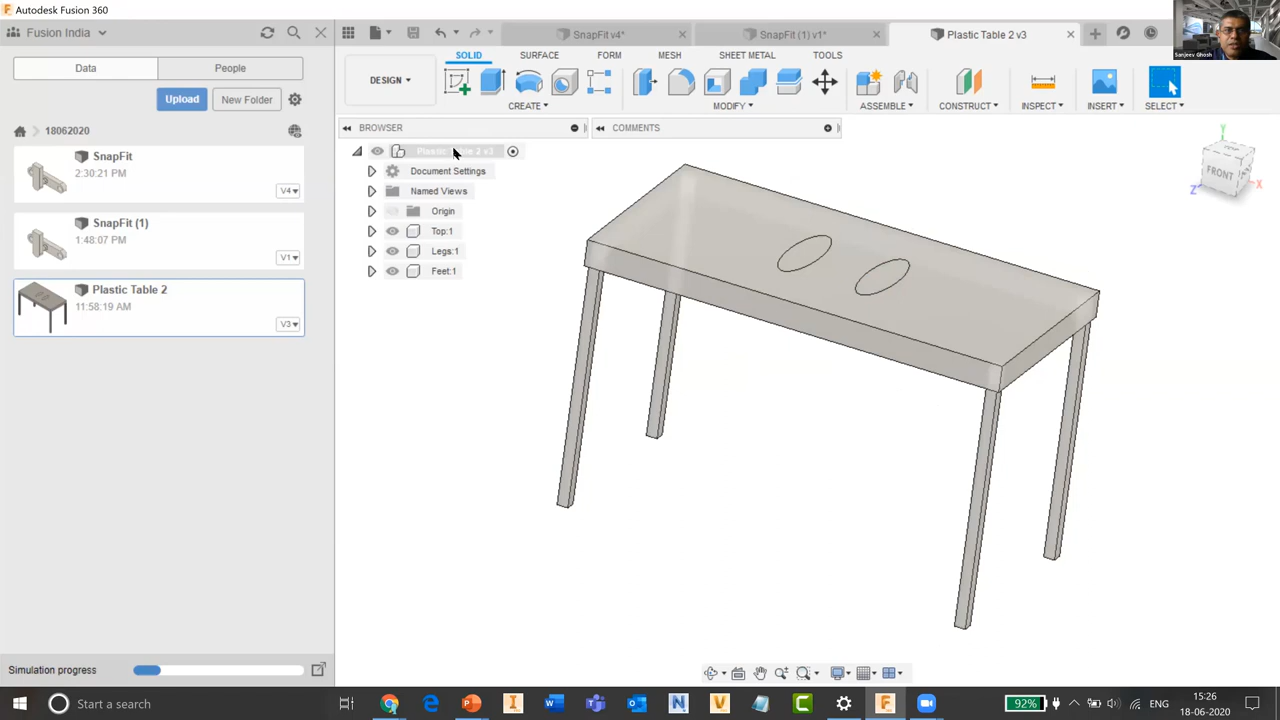 Autodesk Fusion 360
Fusion India
SnapFit v4*
SnapFit (1) v1*
Plastic Table 2 v3
Sanjeev Ghosh
Data
People
Upload
New Folder
18062020
SnapFit
2:30:21 PM
V4
SnapFit (1)
1:48:07 PM
V1
Plastic Table 2
11:58:19 AM
V3
Simulation progress
DESIGN
SOLID
SURFACE
FORM
MESH
SHEET METAL
TOOLS
CREATE
MODIFY
ASSEMBLE
CONSTRUCT
INSPECT
INSERT
SELECT
BROWSER
COMMENTS
Plastic Table 2 v3
Document Settings
Named Views
Origin
Top:1
Legs:1
Feet:1
Y
FRONT
Z
X
Start a search
92%
ENG
15:26
18-06-2020